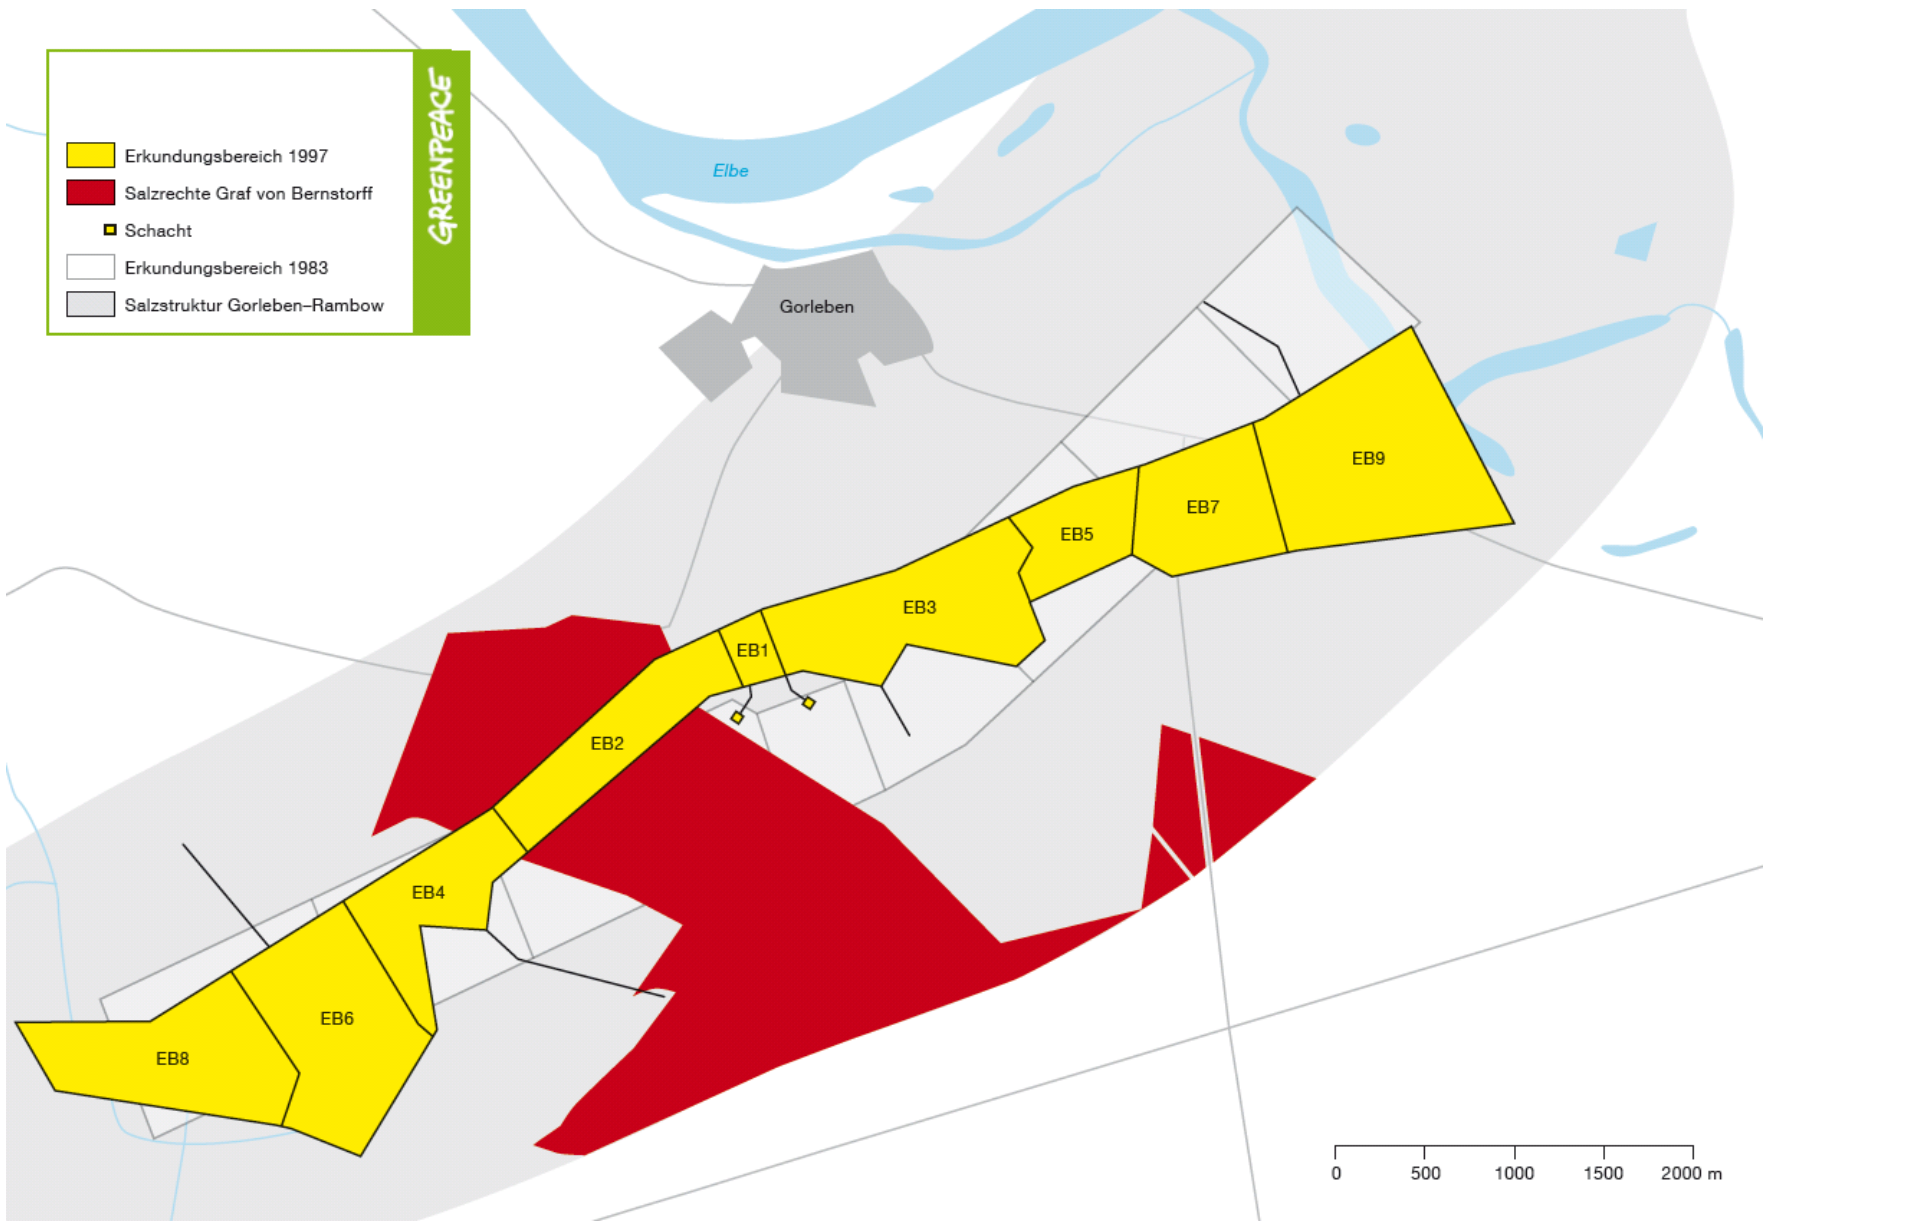 GREENPEACE
Erkundungsbereich 1997
Salzrechte Graf von Bernstorff
Schacht
Erkundungsbereich 1983
Salzstruktur Gorleben–Rambow
Elbe
Gorleben
EB9
EB7
EB5
EB3
EB1
EB2
EB4
EB6
EB8
0 500 1000 1500 2000 m